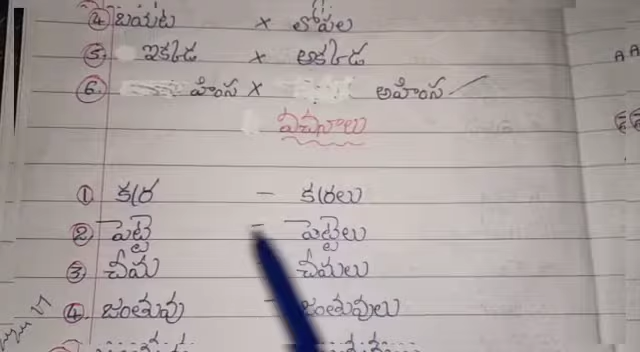 4 బయట × లోపల
5. ఇక్కడ × అక్కడ
6. హింస × అహింస
వచనాలు
1 కర్ర – కర్రలు
2 పెట్టె – పెట్టెలు
3 చీమ చీమలు
4. జంతువు – జంతువులు